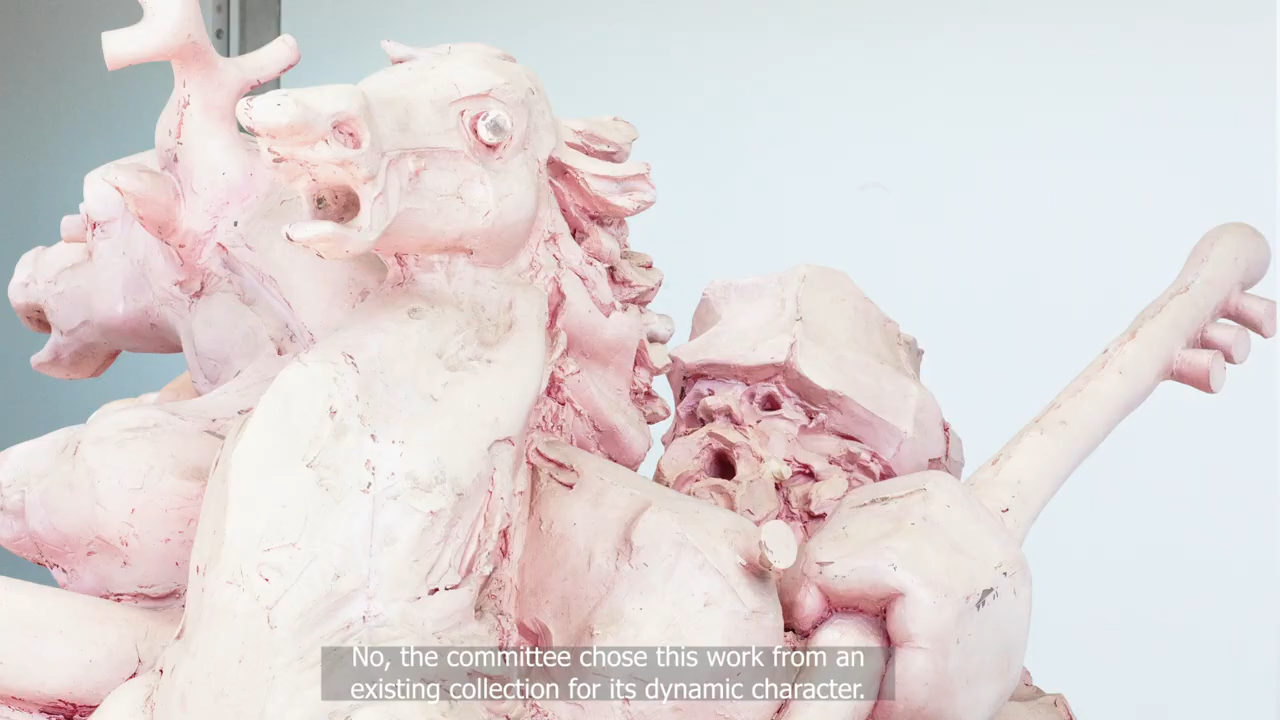 No, the committee chose this work from an
existing collection for its dynamic character.